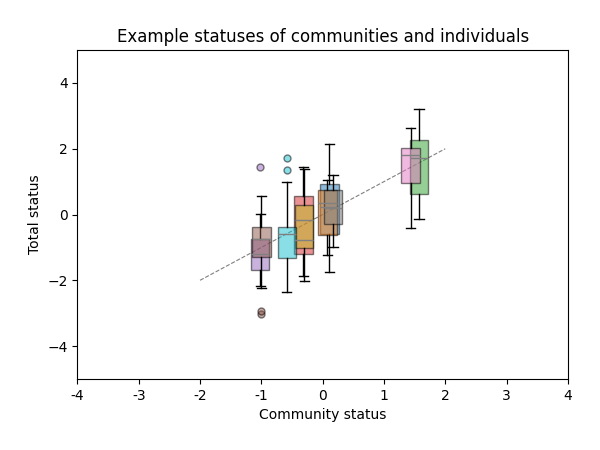 Example statuses of communities and individuals
Total status
4
2
0
−2
−4
-4 -3 -2 -1 0 1 2 3 4
Community status